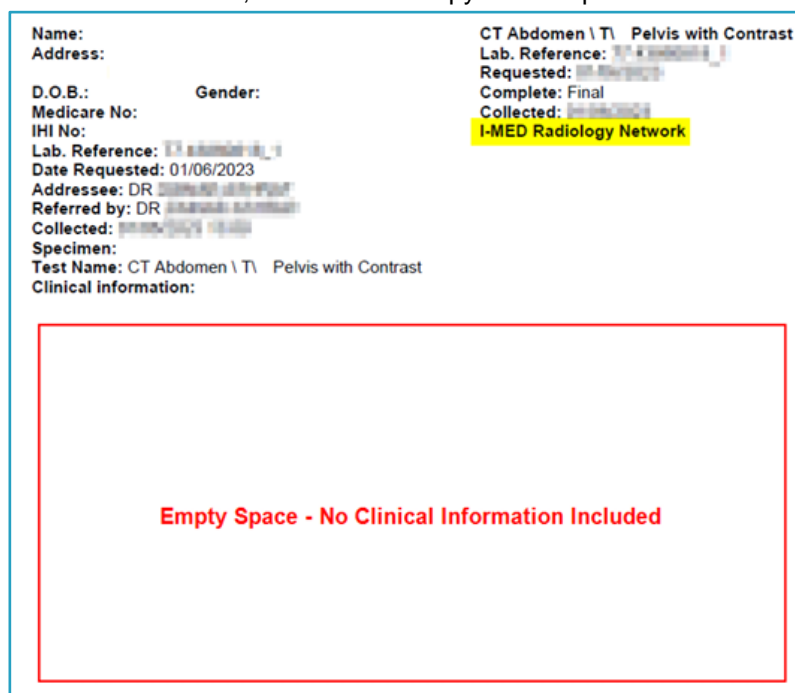 Name:
Address:
D.O.B.: Gender:
Medicare No:
IHI No:
Lab. Reference:
Date Requested: 01/06/2023
Addressee: DR
Referred by: DR
Collected:
Specimen:
Test Name: CT Abdomen \ T\ Pelvis with Contrast
Clinical information:
CT Abdomen \ T\ Pelvis with Contrast
Lab. Reference:
Requested:
Complete: Final
Collected:
I-MED Radiology Network
Empty Space - No Clinical Information Included